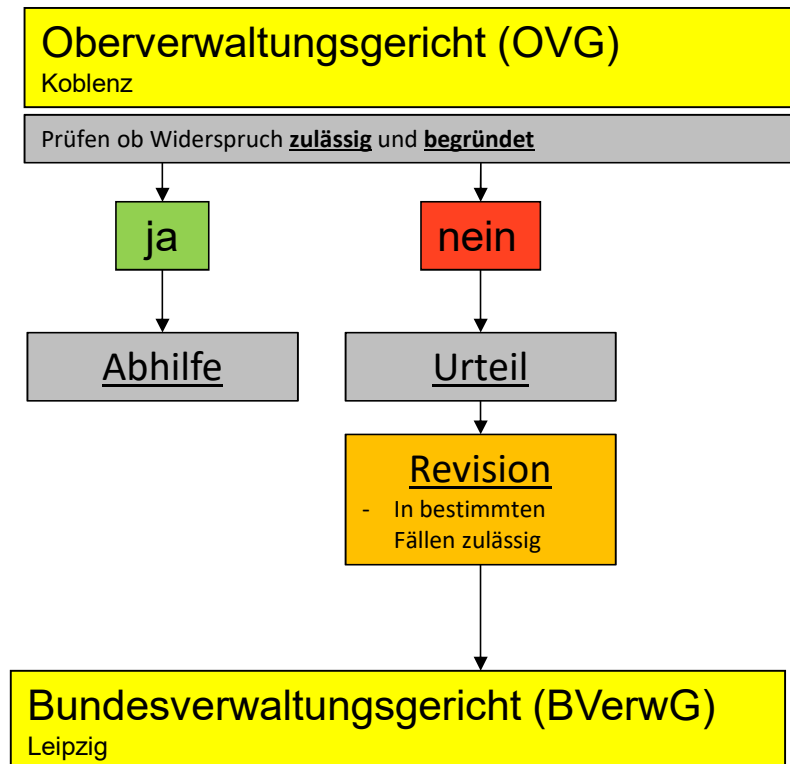 Oberverwaltungsgericht (OVG)
Koblenz
Prüfen ob Widerspruch zulässig und begründet
ja
nein
Abhilfe
Urteil
Revision
- In bestimmten
Fällen zulässig
Bundesverwaltungsgericht (BVerwG)
Leipzig